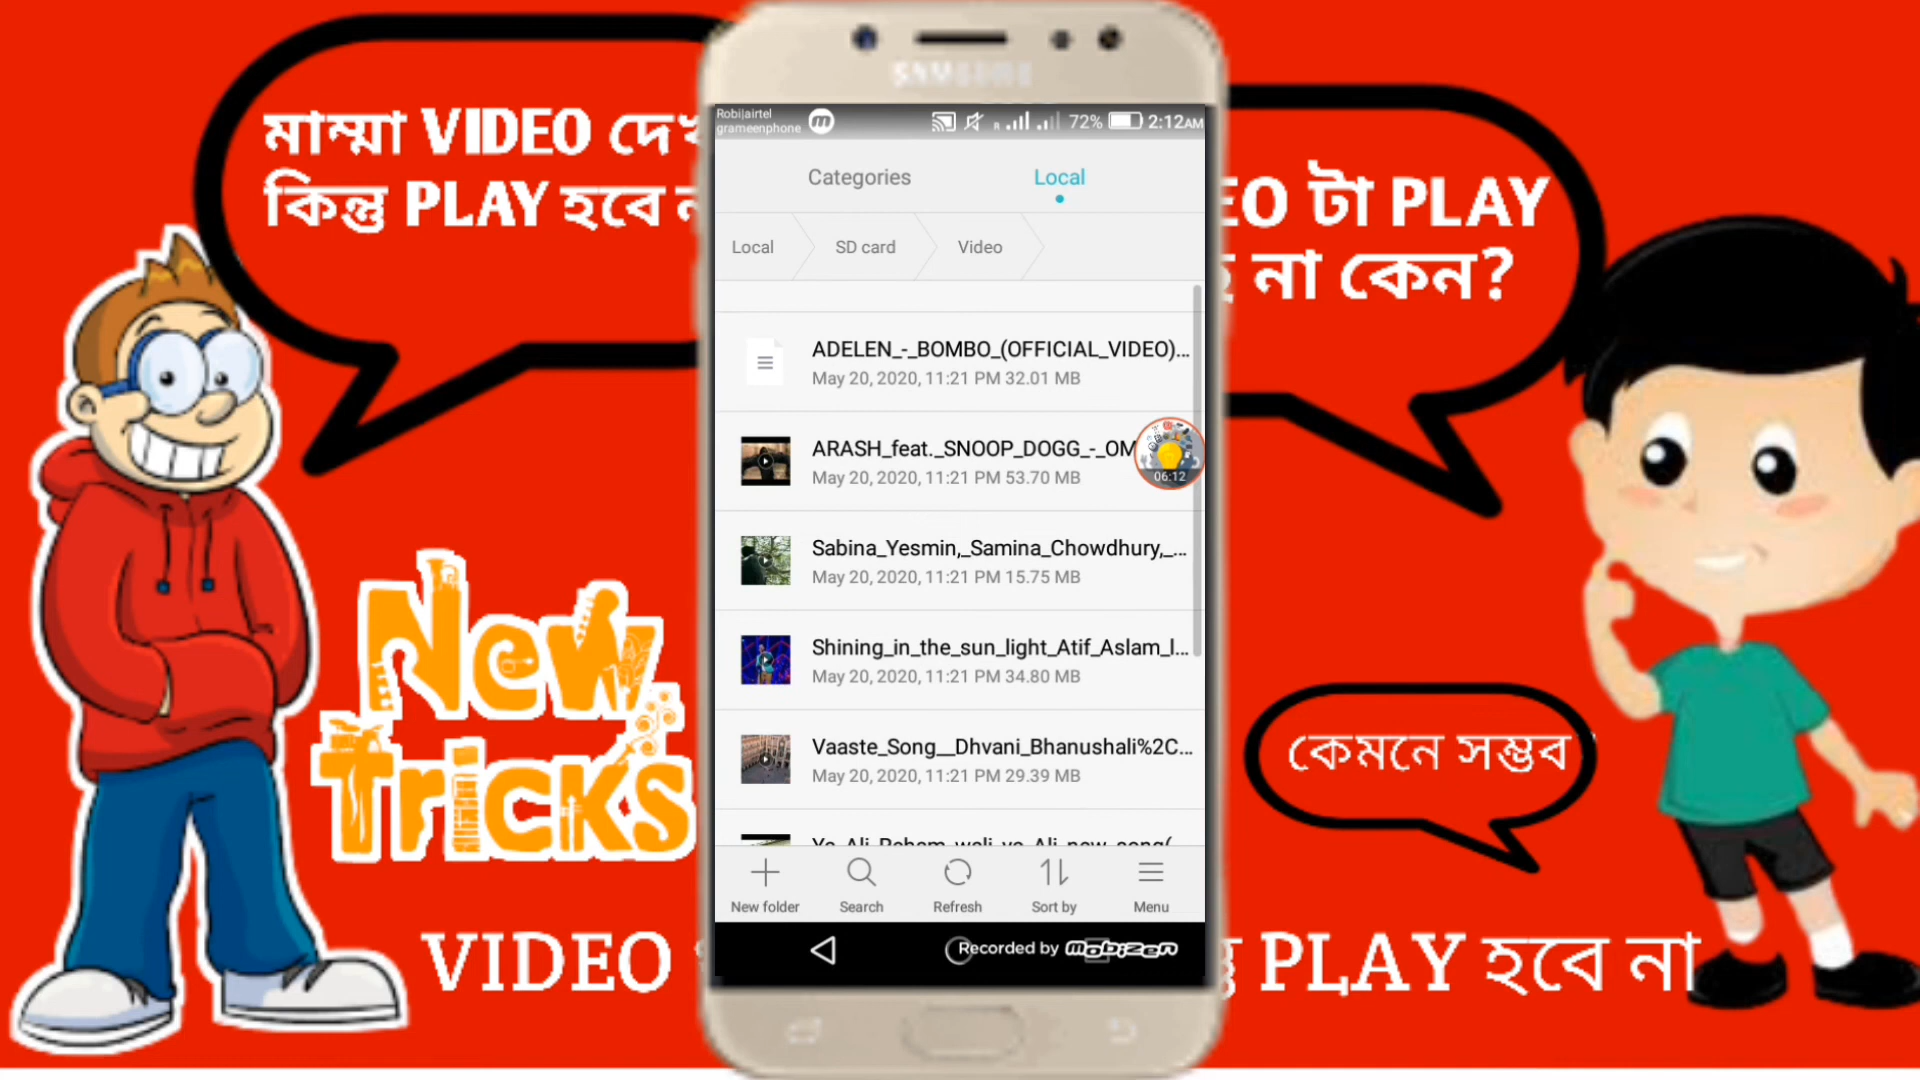 মাম্মা VIDEO দেখ
কিন্তু PLAY হবে ন
EO টা PLAY
না কেন?
কেমনে সম্ভব
New
Tricks
VIDEO
PLAY হবে না
SAMSUNG
Robi|airtel
grameenphone
R
72%
2:12AM
Categories
Local
Local
SD card
Video
ADELEN_-_BOMBO_(OFFICIAL_VIDEO)...
May 20, 2020, 11:21 PM 32.01 MB
ARASH_feat._SNOOP_DOGG_-_OM
May 20, 2020, 11:21 PM 53.70 MB
06:12
Sabina_Yesmin,_Samina_Chowdhury,_...
May 20, 2020, 11:21 PM 15.75 MB
Shining_in_the_sun_light_Atif_Aslam_l...
May 20, 2020, 11:21 PM 34.80 MB
Vaaste_Song__Dhvani_Bhanushali%2C...
May 20, 2020, 11:21 PM 29.39 MB
New folder
Search
Refresh
Sort by
Menu
Recorded by mobizen